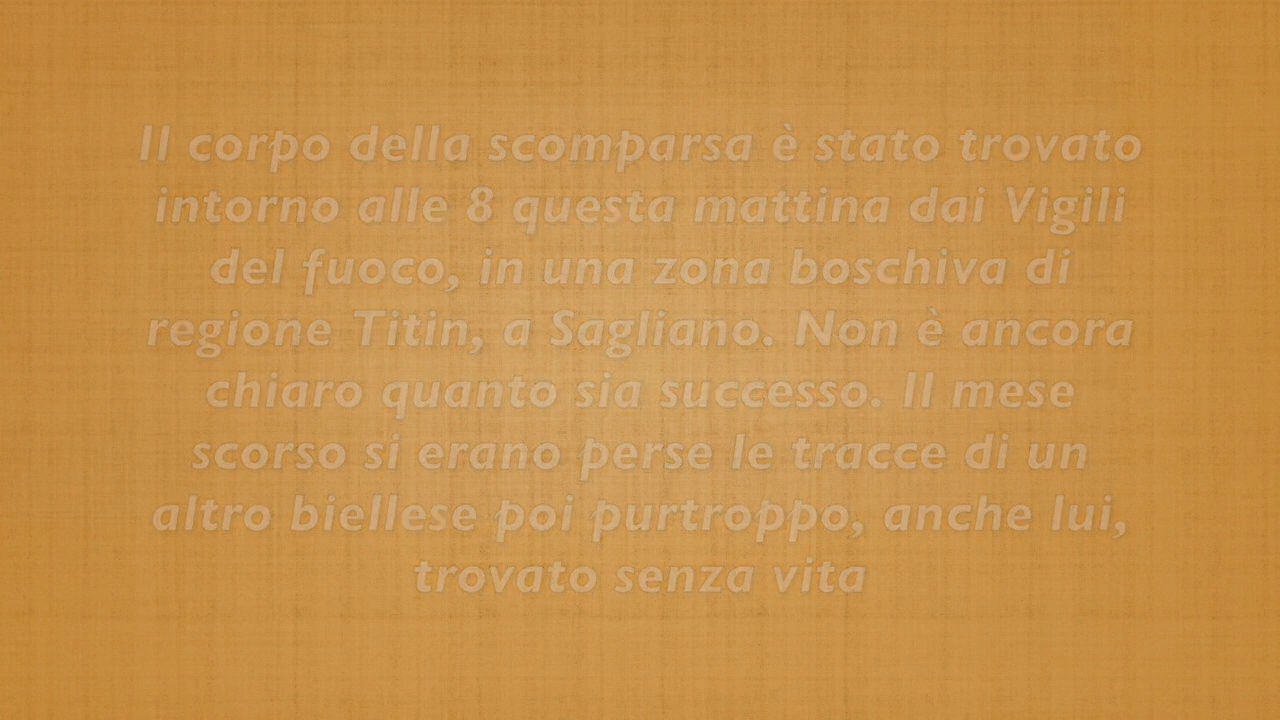 Il corpo della scomparsa è stato trovato
intorno alle 8 questa mattina dai Vigili
del fuoco, in una zona boschiva di
regione Titin, a Sagliano. Non è ancora
chiaro quanto sia successo. Il mese
scorso si erano perse le tracce di un
altro biellese poi purtroppo, anche lui,
trovato senza vita